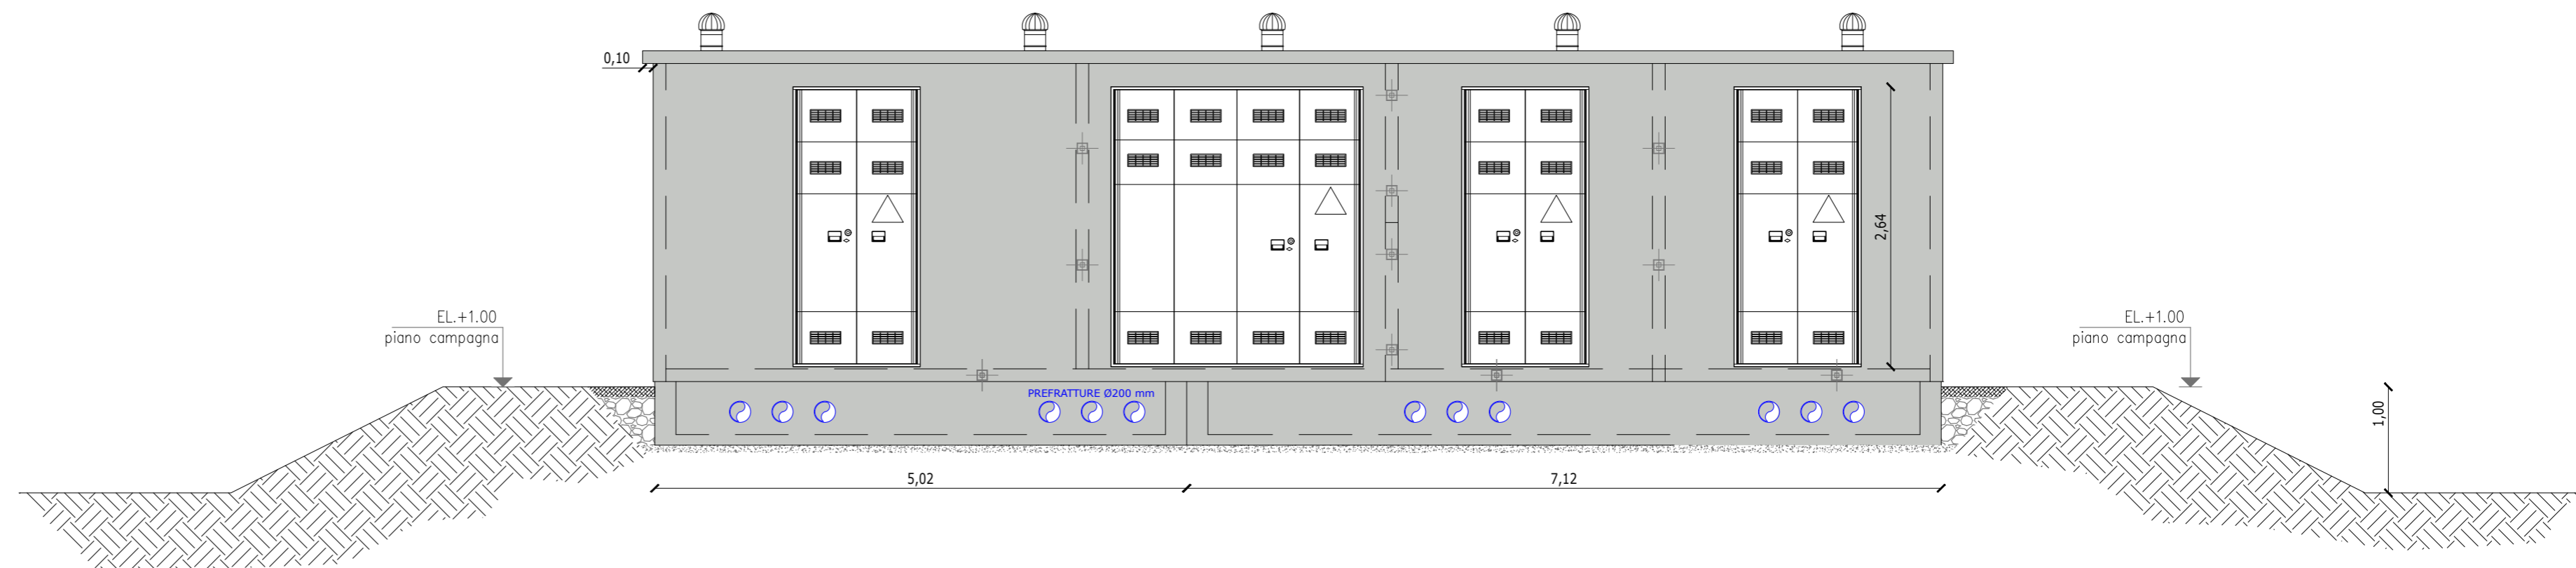 0,10
2,64
EL.+1.00
piano campagna
EL.+1.00
piano campagna
PREFRATTURE Ø200 mm
1,00
5,02
7,12